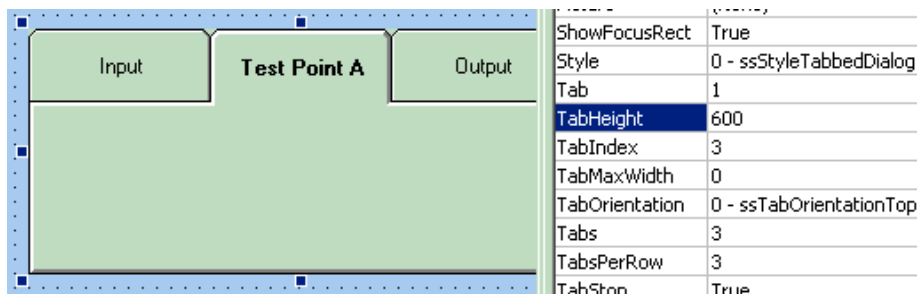 Input Test Point A Output
ShowFocusRect True
Style 0 - ssStyleTabbedDialog
Tab 1
TabHeight 600
TabIndex 3
TabMaxWidth 0
TabOrientation 0 - ssTabOrientationTop
Tabs 3
TabsPerRow 3
TabStop True